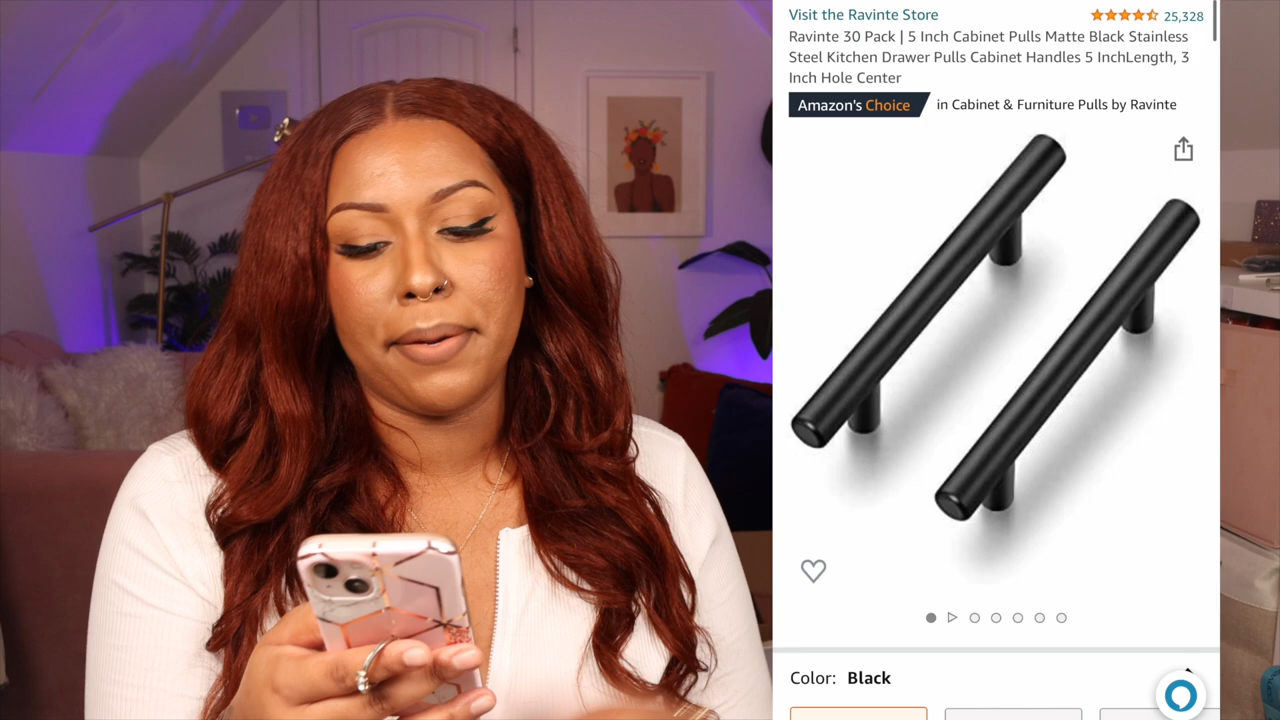 Visit the Ravinte Store
25,328
Ravinte 30 Pack | 5 Inch Cabinet Pulls Matte Black Stainless
Steel Kitchen Drawer Pulls Cabinet Handles 5 InchLength, 3
Inch Hole Center
Amazon's Choice
in Cabinet & Furniture Pulls by Ravinte
Color: Black